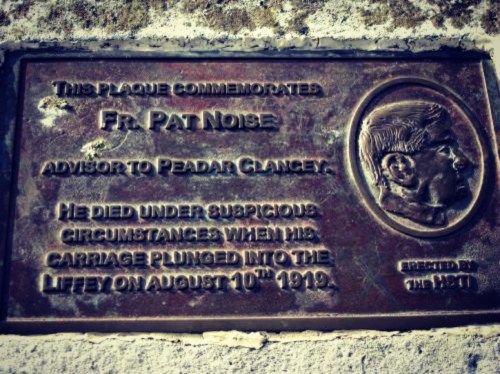 THIS PLAQUE COMMEMORATES
FR. PAT NOISE
ADVISOR TO PEADAR CLANCEY.
HE DIED UNDER SUSPICIOUS
CIRCUMSTANCES WHEN HIS
CARRIAGE PLUNGED INTO THE
LIFFEY ON AUGUST 10TH 1919.
ERECTED BY
THE HSTI